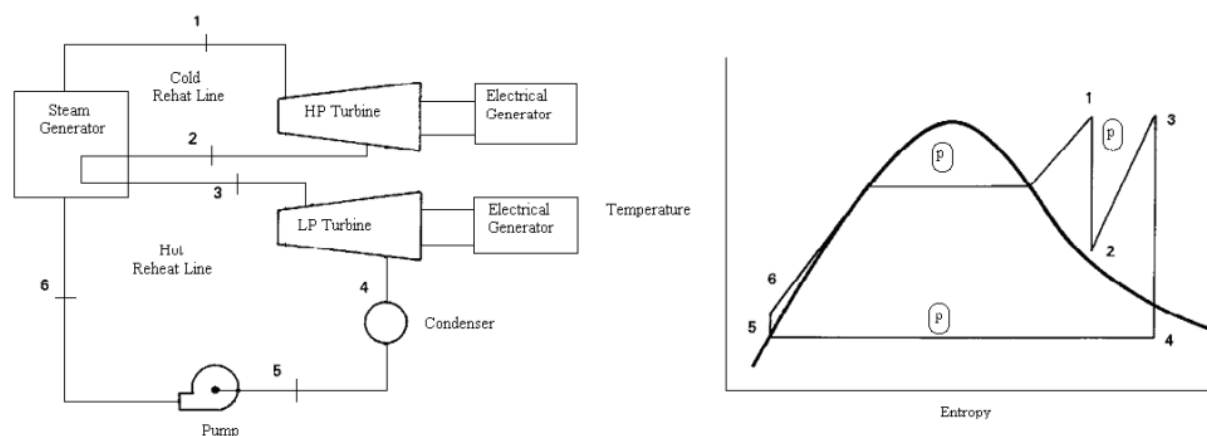 1
Cold
Rehat Line
Steam
Generator
HP Turbine
Electrical
Generator
2
3
LP Turbine
Electrical
Generator
Hot
Reheat Line
6
4
Condenser
5
Pump
Temperature
1
p
3
p
2
6
5
p
4
Entropy